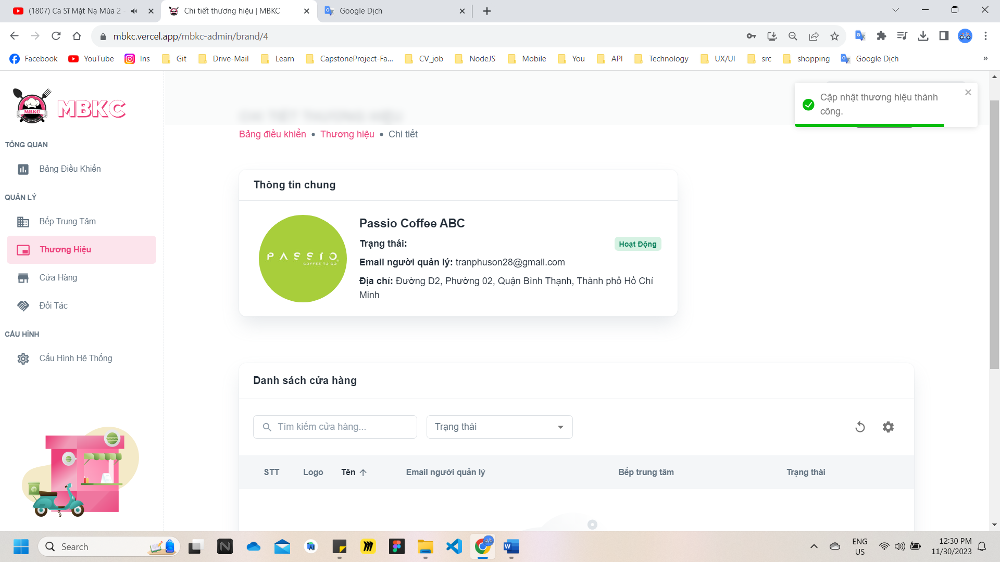 (1807) Ca Sĩ Mặt Nạ Mùa 2 -
Chi tiết thương hiệu | MBKC
Google Dịch
mbkc.vercel.app/mbkc-admin/brand/4
Facebook
YouTube
Ins
Git
Drive-Mail
Learn
CapstoneProject-Fa...
CV_job
NodeJS
Mobile
You
API
Technology
UX/UI
src
shopping
Google Dịch
»
MBKC
MBKC
Cập nhật thương hiệu thành
công.
Bảng điều khiển • Thương hiệu • Chi tiết
TỔNG QUAN
Bảng Điều Khiển
QUẢN LÝ
Bếp Trung Tâm
Thương Hiệu
Cửa Hàng
Đối Tác
CẤU HÌNH
Cấu Hình Hệ Thống
Thông tin chung
PASSIO
COFFEE TO GO
Passio Coffee ABC
Trạng thái:
Hoạt Động
Email người quản lý: tranphuson28@gmail.com
Địa chỉ: Đường D2, Phường 02, Quận Bình Thạnh, Thành phố Hồ Chí
Minh
Danh sách cửa hàng
Tìm kiếm cửa hàng...
Trạng thái
STT
Logo
Tên
Email người quản lý
Bếp trung tâm
Trạng thái
Search
ENG
US
12:30 PM
11/30/2023